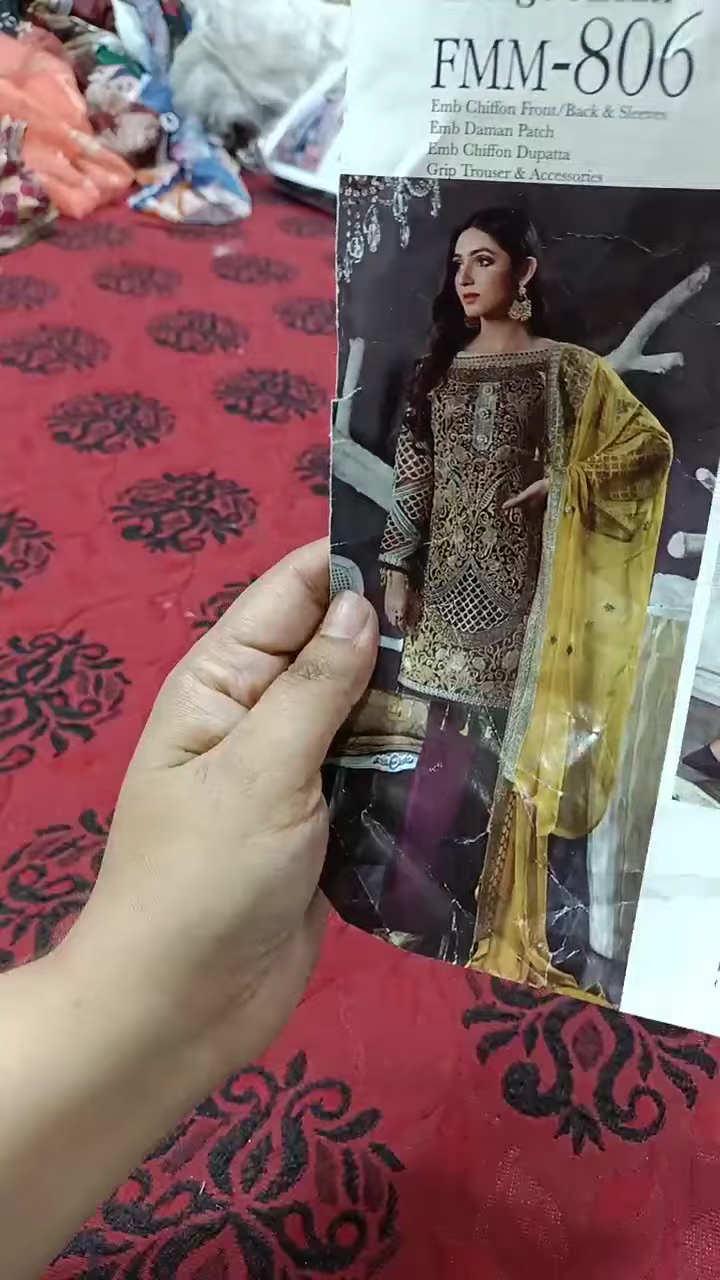 FMM-806
Emb Chiffon Front/Back & Sleeves
Emb Daman Patch
Emb Chiffon Dupatta
Grip Trouser & Accessories